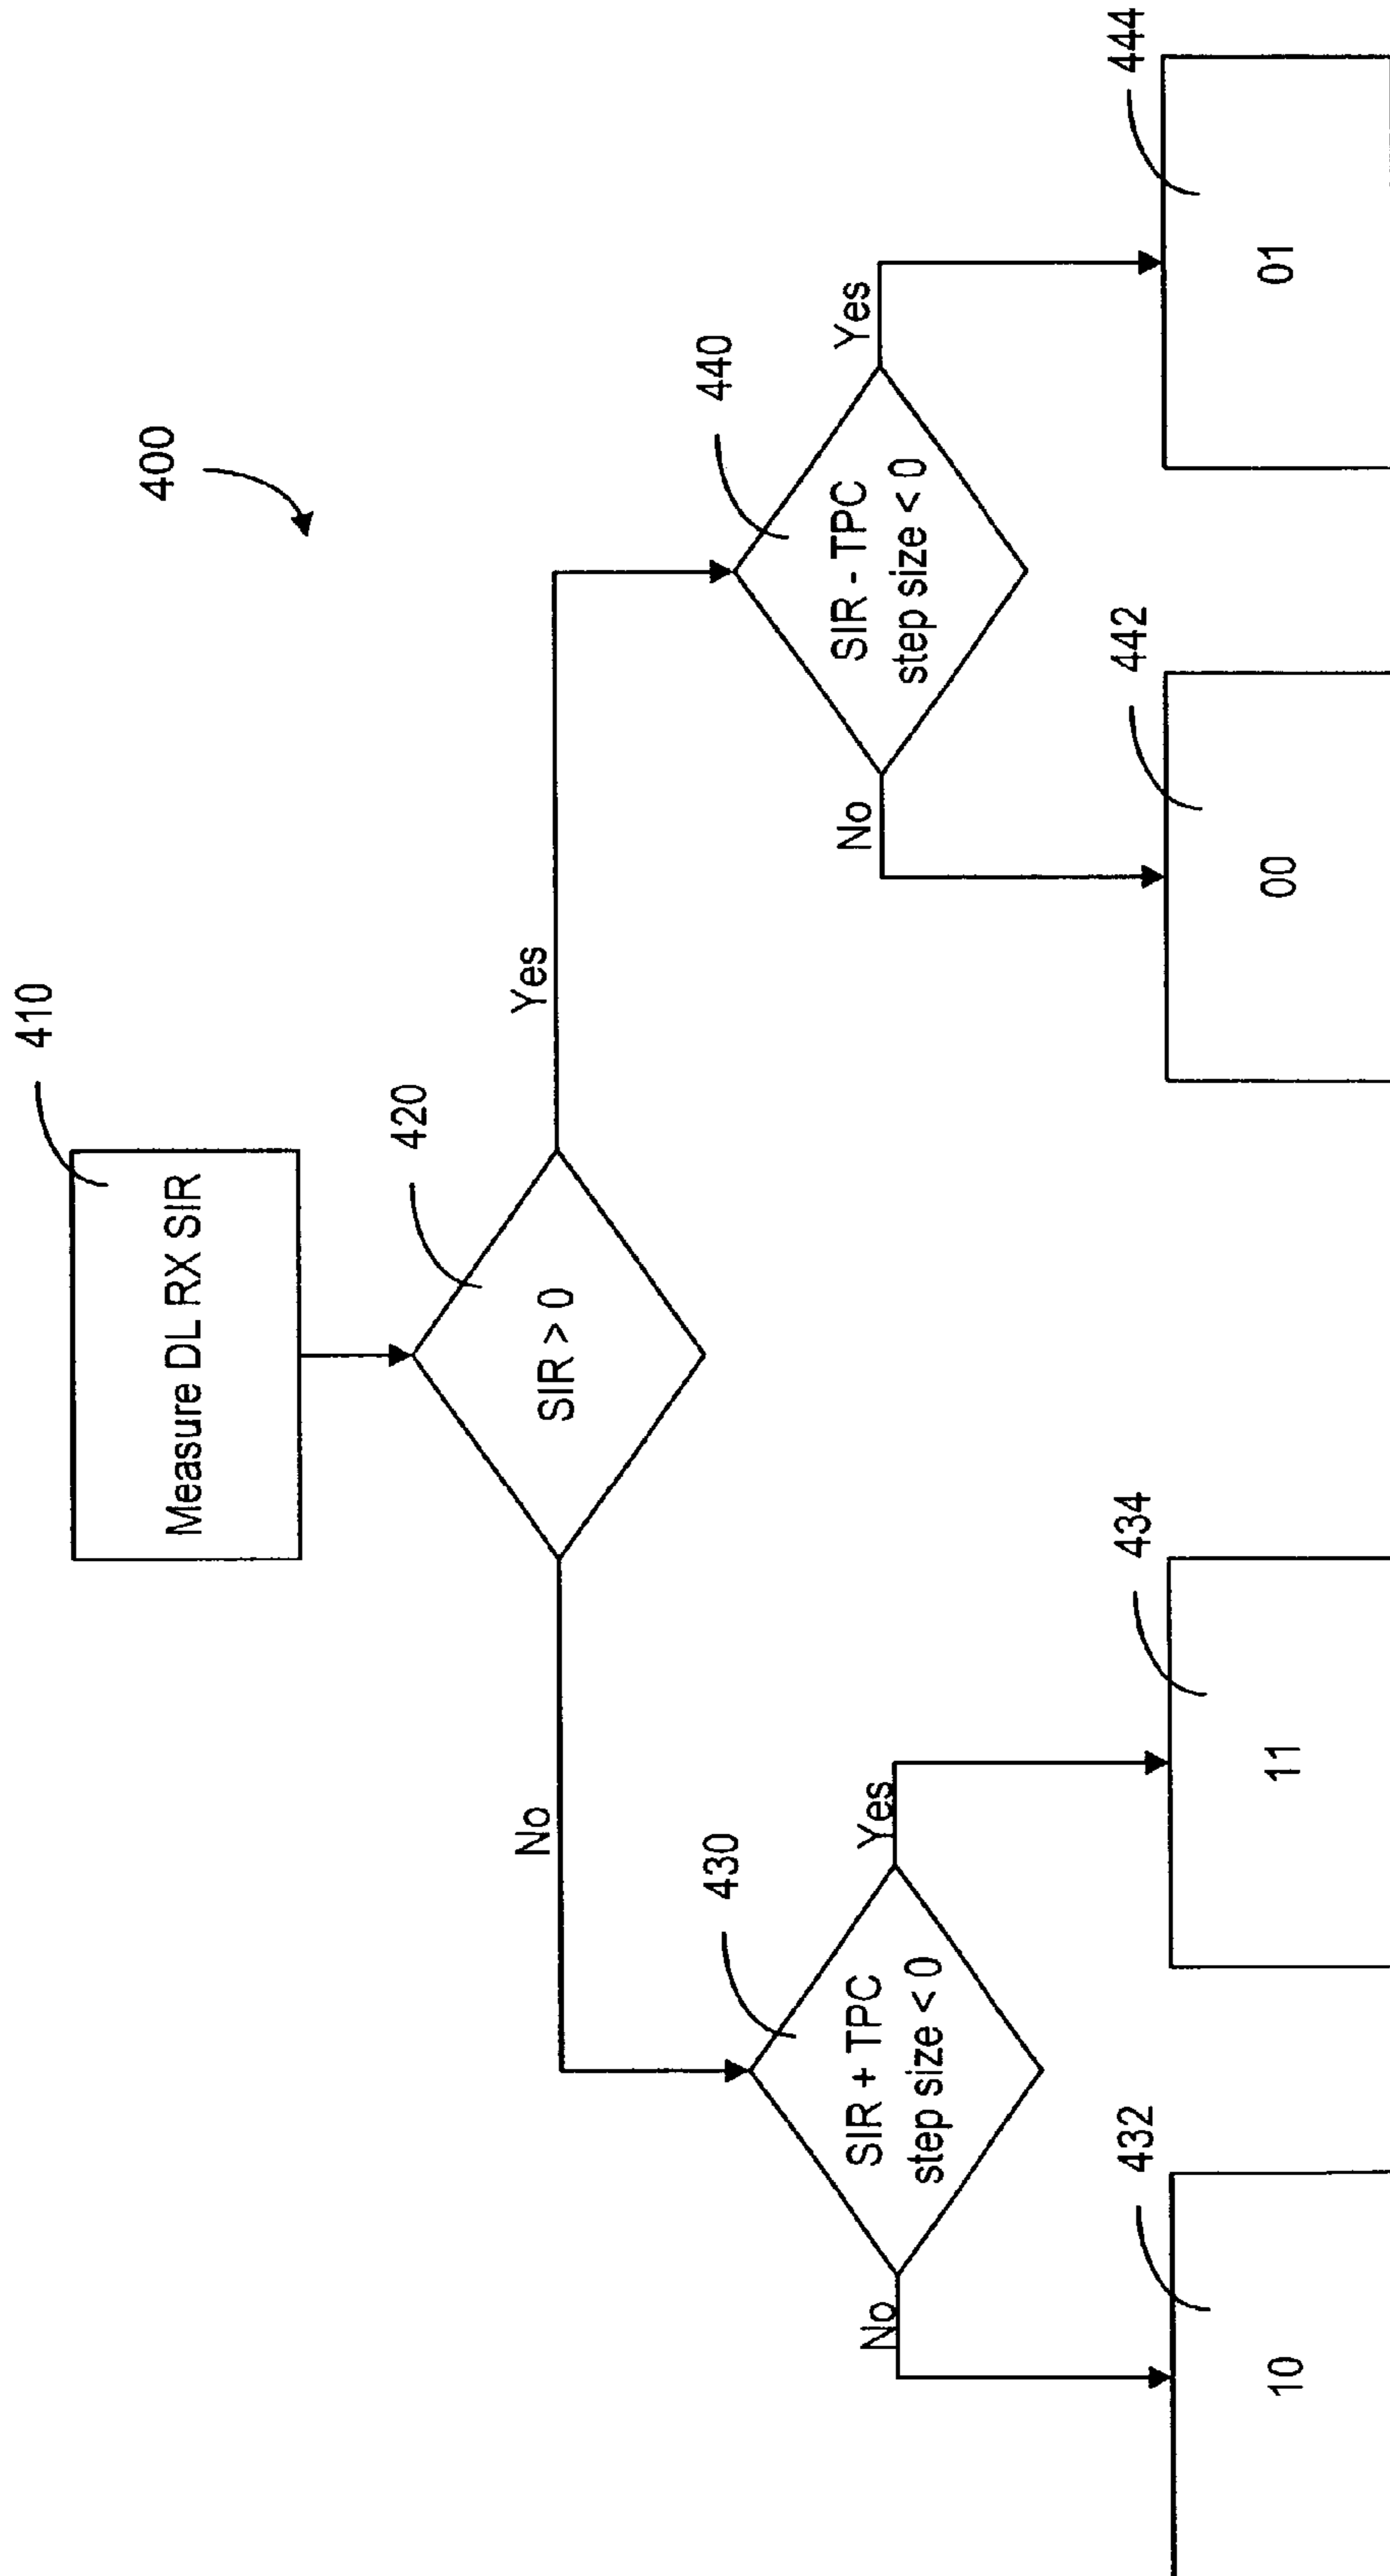 400
410
Measure DL RX SIR
420
SIR > 0
No
Yes
430
SIR + TPC
step size < 0
No
Yes
440
SIR - TPC
step size < 0
No
Yes
432
10
434
11
442
00
444
01